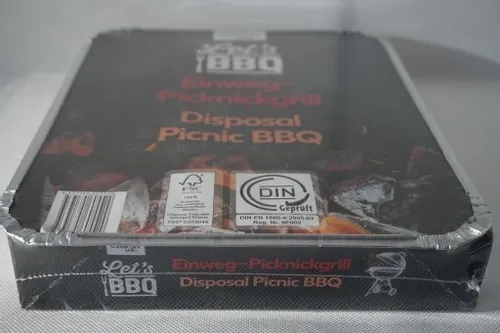 Let's
BBQ
Einweg-
Picknickgrill
Disposal
Picnic BBQ
FSC
100%
DIN
Geprüft
DIN EN 1860-4:2005-03
Let's
BBQ
Einweg-Picknickgrill
Disposal Picnic BBQ